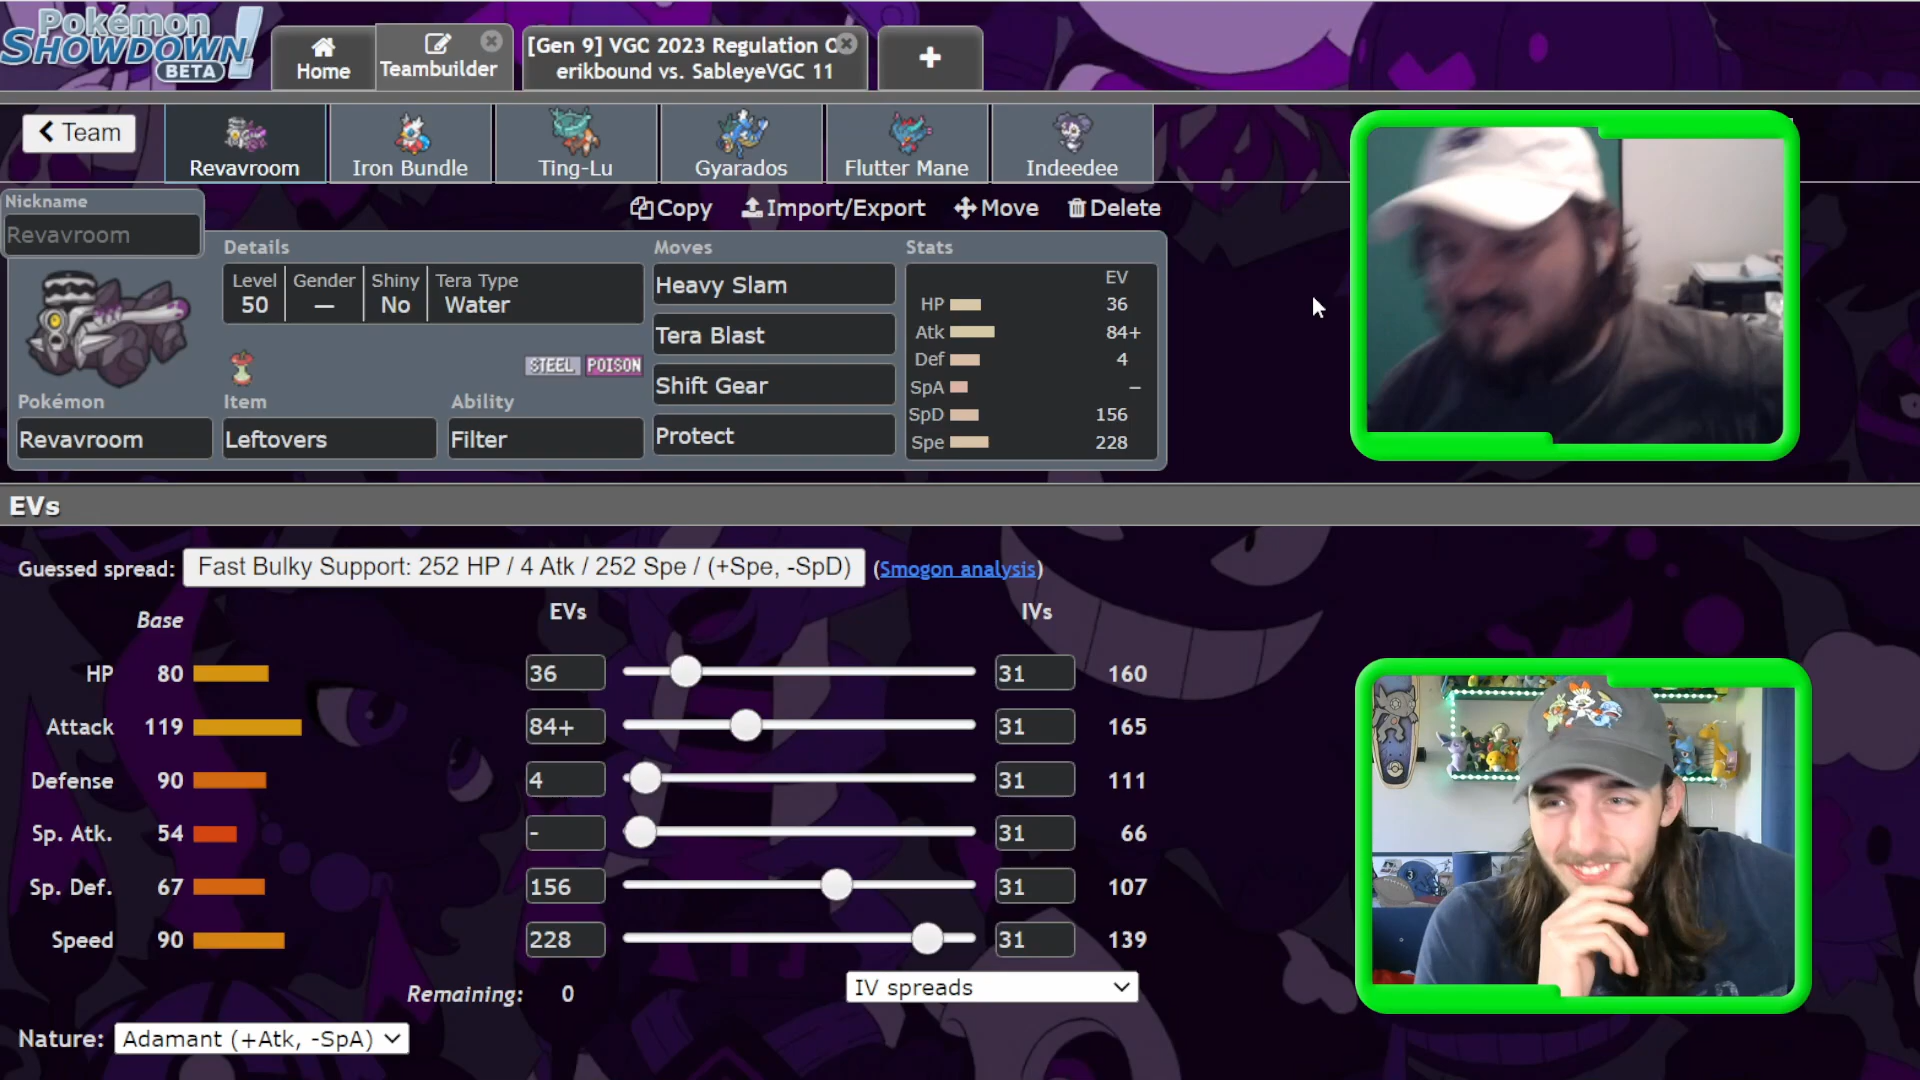 Pokémon
SHOWDOWN!
BETA
Home
Teambuilder
[Gen 9] VGC 2023 Regulation C
erikbound vs. SableyeVGC 11
Team
Revavroom
Iron Bundle
Ting-Lu
Gyarados
Flutter Mane
Indeedee
Copy
Import/Export
Move
Delete
Nickname
Revavroom
Details
Level
50
Gender
—
Shiny
No
Tera Type
Water
STEEL
POISON
Pokémon
Revavroom
Item
Leftovers
Ability
Filter
Moves
Heavy Slam
Tera Blast
Shift Gear
Protect
Stats
EV
HP 36
Atk 84+
Def 4
SpA –
SpD 156
Spe 228
EVs
Guessed spread: Fast Bulky Support: 252 HP / 4 Atk / 252 Spe / (+Spe, -SpD) (Smogon analysis)
Base EVs IVs
HP 80 36 31 160
Attack 119 84+ 31 165
Defense 90 4 31 111
Sp. Atk. 54 - 31 66
Sp. Def. 67 156 31 107
Speed 90 228 31 139
Remaining: 0
IV spreads
Nature: Adamant (+Atk, -SpA)